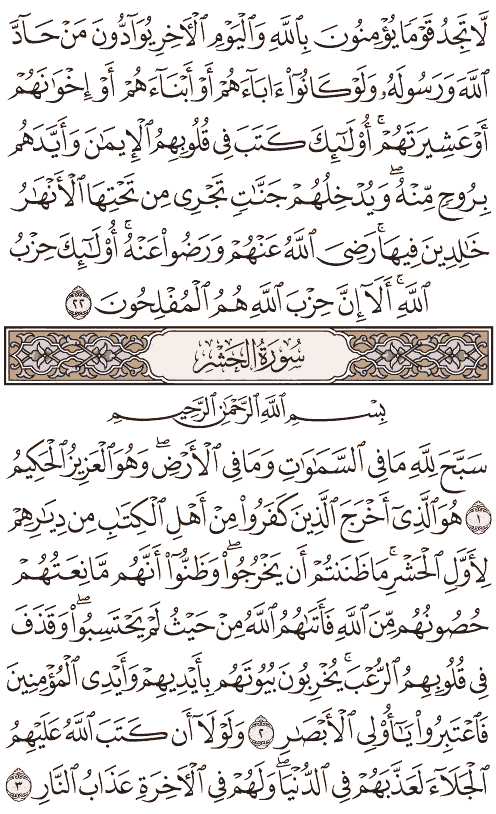 لَّا تَجِدُ قَوْمًا يُؤْمِنُونَ بِٱللَّهِ وَٱلْيَوْمِ ٱلْءَاخِرِ يُوَآدُّونَ مَنْ حَآدَّ
ٱللَّهَ وَرَسُولَهُۥ وَلَوْ كَانُوٓا۟ ءَابَآءَهُمْ أَوْ أَبْنَآءَهُمْ أَوْ إِخْوَٰنَهُمْ
أَوْ عَشِيرَتَهُمْ ۚ أُو۟لَٰٓئِكَ كَتَبَ فِى قُلُوبِهِمُ ٱلْإِيمَٰنَ وَأَيَّدَهُم
بِرُوحٍ مِّنْهُ ۖ وَيُدْخِلُهُمْ جَنَّٰتٍ تَجْرِى مِن تَحْتِهَا ٱلْأَنْهَٰرُ
خَٰلِدِينَ فِيهَا ۚ رَضِىَ ٱللَّهُ عَنْهُمْ وَرَضُوا۟ عَنْهُ ۚ أُو۟لَٰٓئِكَ حِزْبُ
ٱللَّهِ ۚ أَلَآ إِنَّ حِزْبَ ٱللَّهِ هُمُ ٱلْمُفْلِحُونَ ٢٢
سُورَةُ الحَشْرِ
بِسْمِ ٱللَّهِ ٱلرَّحْمَٰنِ ٱلرَّحِيمِ
سَبَّحَ لِلَّهِ مَا فِى ٱلسَّمَٰوَٰتِ وَمَا فِى ٱلْأَرْضِ ۖ وَهُوَ ٱلْعَزِيزُ ٱلْحَكِيمُ
١ هُوَ ٱلَّذِىٓ أَخْرَجَ ٱلَّذِينَ كَفَرُوا۟ مِنْ أَهْلِ ٱلْكِتَٰبِ مِن دِيَٰرِهِمْ
لِأَوَّلِ ٱلْحَشْرِ ۚ مَا ظَنَنتُمْ أَن يَخْرُجُوا۟ ۖ وَظَنُّوٓا۟ أَنَّهُم مَّانِعَتُهُمْ
حُصُونُهُم مِّنَ ٱللَّهِ فَأَتَىٰهُمُ ٱللَّهُ مِنْ حَيْثُ لَمْ يَحْتَسِبُوا۟ ۖ وَقَذَفَ
فِى قُلُوبِهِمُ ٱلرُّعْبَ ۚ يُخْرِبُونَ بُيُوتَهُم بِأَيْدِيهِمْ وَأَيْدِى ٱلْمُؤْمِنِينَ
فَٱعْتَبِرُوا۟ يَٰٓأُو۟لِى ٱلْأَبْصَٰرِ ٢ وَلَوْلَآ أَن كَتَبَ ٱللَّهُ عَلَيْهِمُ
ٱلْجَلَآءَ لَعَذَّبَهُمْ فِى ٱلدُّنْيَا ۖ وَلَهُمْ فِى ٱلْءَاخِرَةِ عَذَابُ ٱلنَّارِ ٣